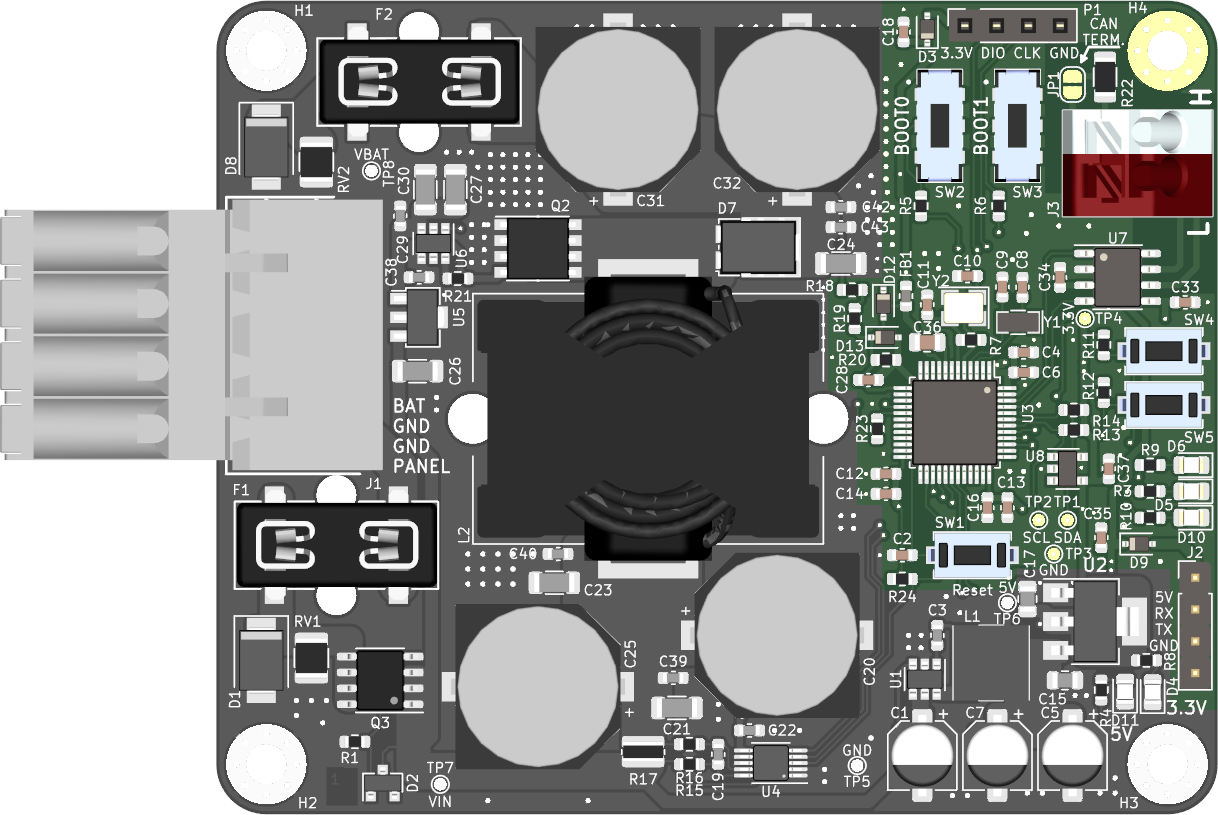 H1
F2
C18
D3
3.3V DIO CLK GND
P1
CAN
TERM.
H4
JP1
R22
H
BOOT0
BOOT1
SW2
SW3
J3
L
D8
RV2
VBAT
TP8
C30
C27
C32
C31
+
+
R5
R6
C42
C43
C24
Q2
D7
C29
U6
C38
R21
U5
C26
R18
R19
D12
FB1
C11
C10
Y2
C9
C8
C34
U7
C33
3.3V
TP4
SW4
Y1
D13
R20
C36
R7
C4
C6
C28
R11
R12
BAT
GND
GND
PANEL
J1
F1
L2
R23
U3
R14
R13
SW5
C12
C14
C13
C16
U8
C37
R9
D6
R3
D5
R10
D10
TP2
TP1
SCL
SDA
C35
TP3
GND
D9
J2
U2
SW1
Reset
C17
C2
R24
C40
C23
5V
TP6
5V
RX
TX
GND
R8
D4
3.3V
L1
C3
U1
C15
R4
D11
5V
C1
+
C7
+
C5
+
RV1
D1
Q3
R1
D2
H2
TP7
VIN
C25
+
C39
C21
+
C20
C22
R17
R16
R15
C19
U4
GND
TP5
H3